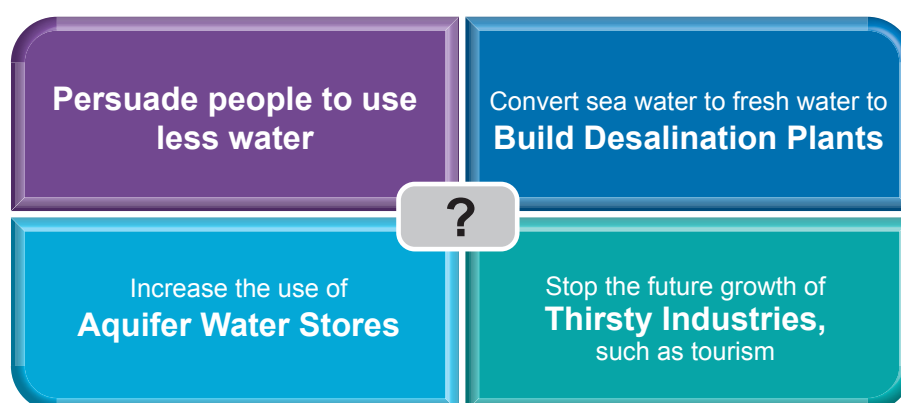 Persuade people to use
less water
Convert sea water to fresh water to
Build Desalination Plants
?
Increase the use of
Aquifer Water Stores
Stop the future growth of
Thirsty Industries,
such as tourism